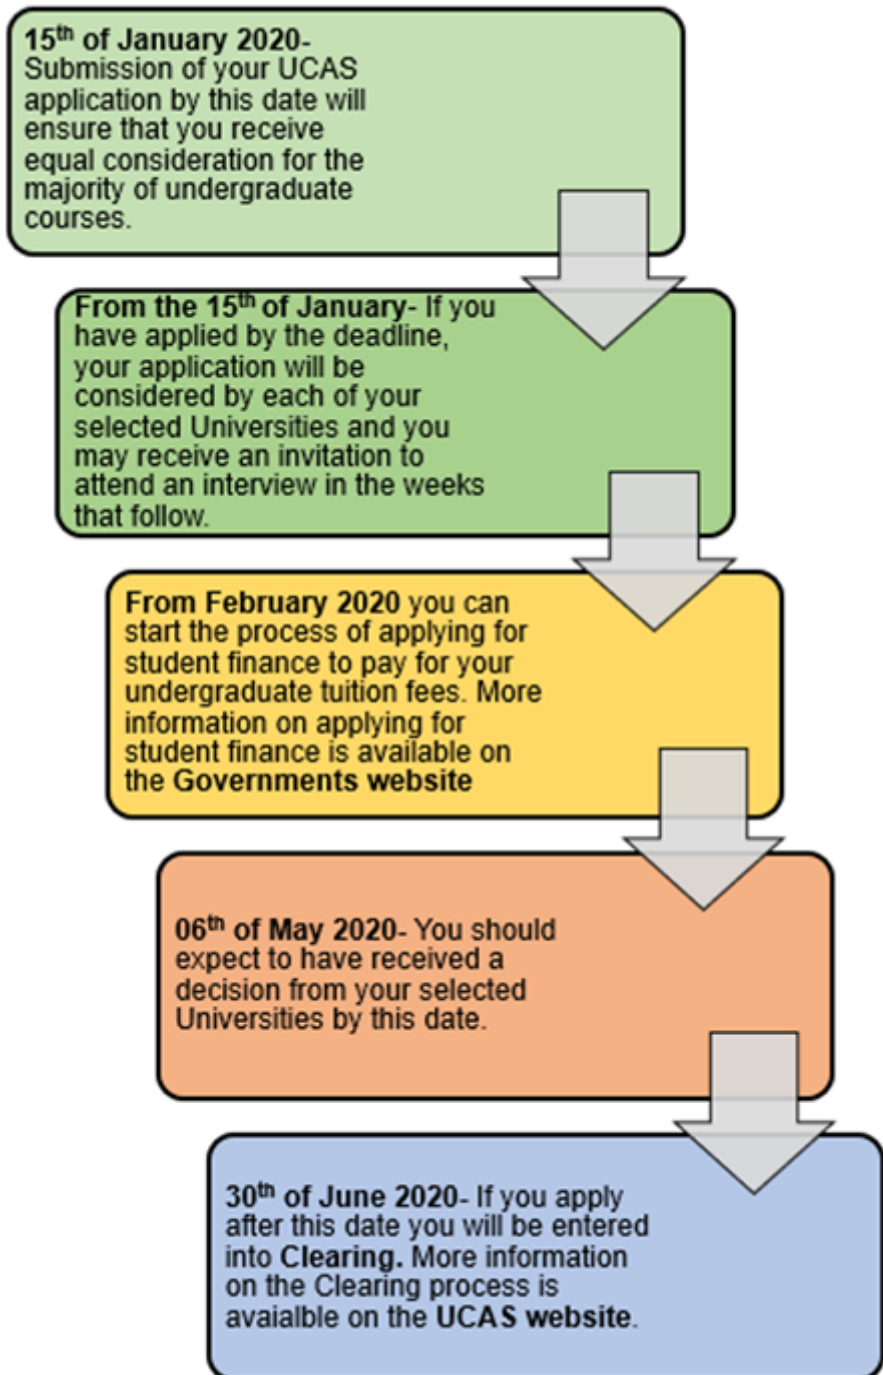 15th of January 2020-
Submission of your UCAS
application by this date will
ensure that you receive
equal consideration for the
majority of undergraduate
courses.
From the 15th of January- If you
have applied by the deadline,
your application will be
considered by each of your
selected Universities and you
may receive an invitation to
attend an interview in the weeks
that follow.
From February 2020 you can
start the process of applying for
student finance to pay for your
undergraduate tuition fees. More
information on applying for
student finance is available on
the Governments website
06th of May 2020- You should
expect to have received a
decision from your selected
Universities by this date.
30th of June 2020- If you apply
after this date you will be entered
into Clearing. More information
on the Clearing process is
avaialble on the UCAS website.